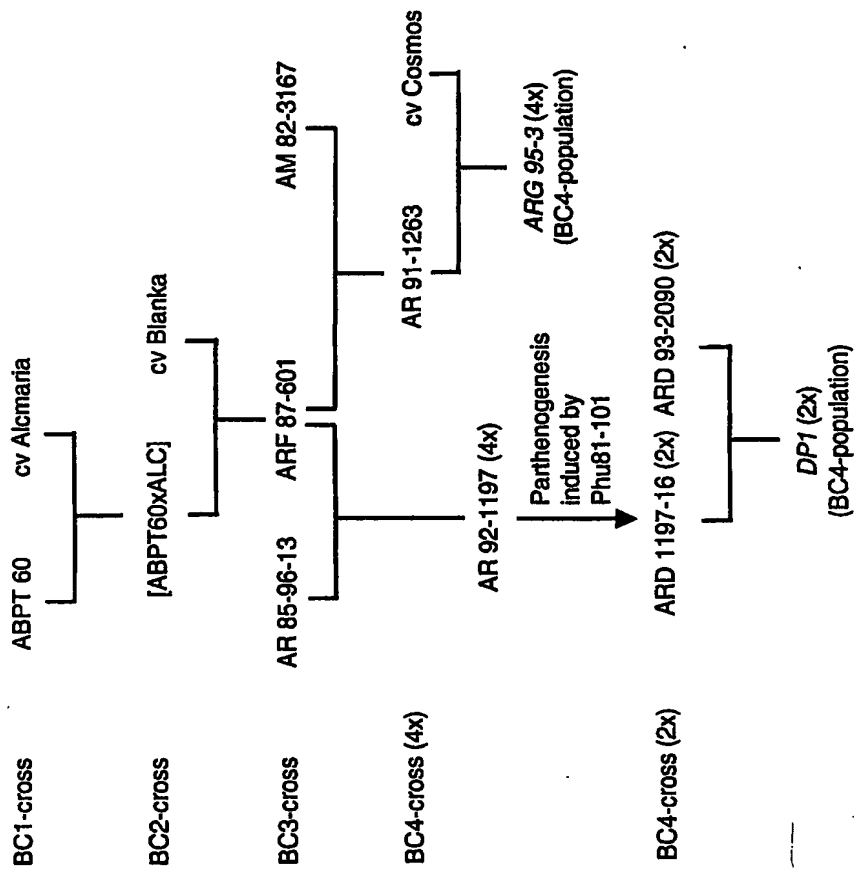 BC1-cross
ABPT 60
cv Alcmaria
BC2-cross
[ABPT60xALC]
cv Blanka
BC3-cross
AR 85-96-13
ARF 87-601
AM 82-3167
BC4-cross (4x)
AR 91-1263
cv Cosmos
AR 92-1197 (4x)
ARG 95-3 (4x)
(BC4-population)
Parthenogenesis
induced by
Phu81-101
BC4-cross (2x)
ARD 1197-16 (2x)
ARD 93-2090 (2x)
DP1 (2x)
(BC4-population)